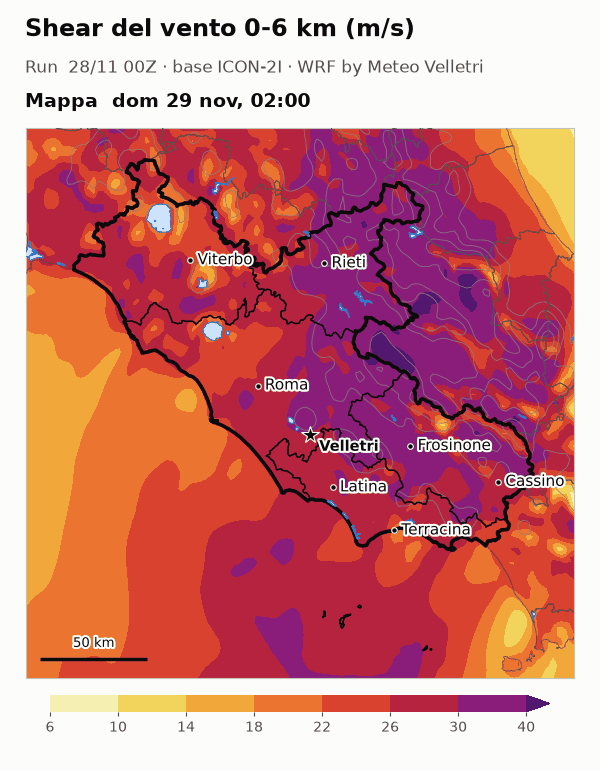 Shear del vento 0-6 km (m/s)
Run  28/11 00Z · base ICON-2I · WRF by Meteo Velletri
Mappa  dom 29 nov, 02:00
Viterbo
Rieti
Roma
Velletri
Frosinone
Cassino
Latina
Terracina
50 km
6 10 14 18 22 26 30 40